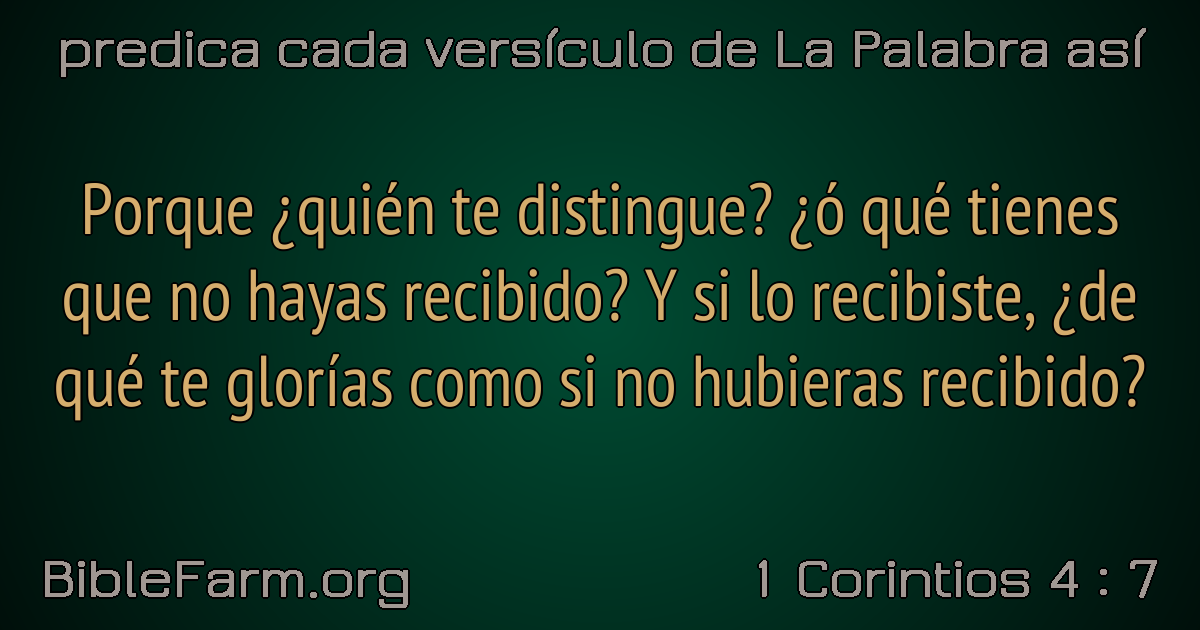 predica cada versículo de La Palabra así
Porque ¿quién te distingue? ¿ó qué tienes
que no hayas recibido? Y si lo recibiste, ¿de
qué te glorías como si no hubieras recibido?
BibleFarm.org
1 Corintios 4 : 7